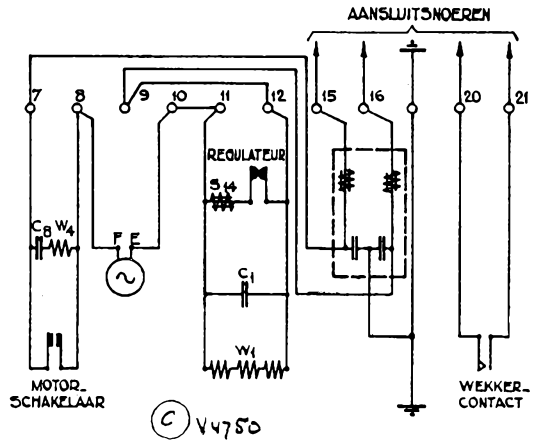 AANSLUITSNOEREN
7 8 9 10 11 12 15 16 20 21
REGULATEUR
S14
C8 W4
F E
C1
W1
MOTOR-
SCHAKELAAR
WEKKER-
CONTACT
C V4750